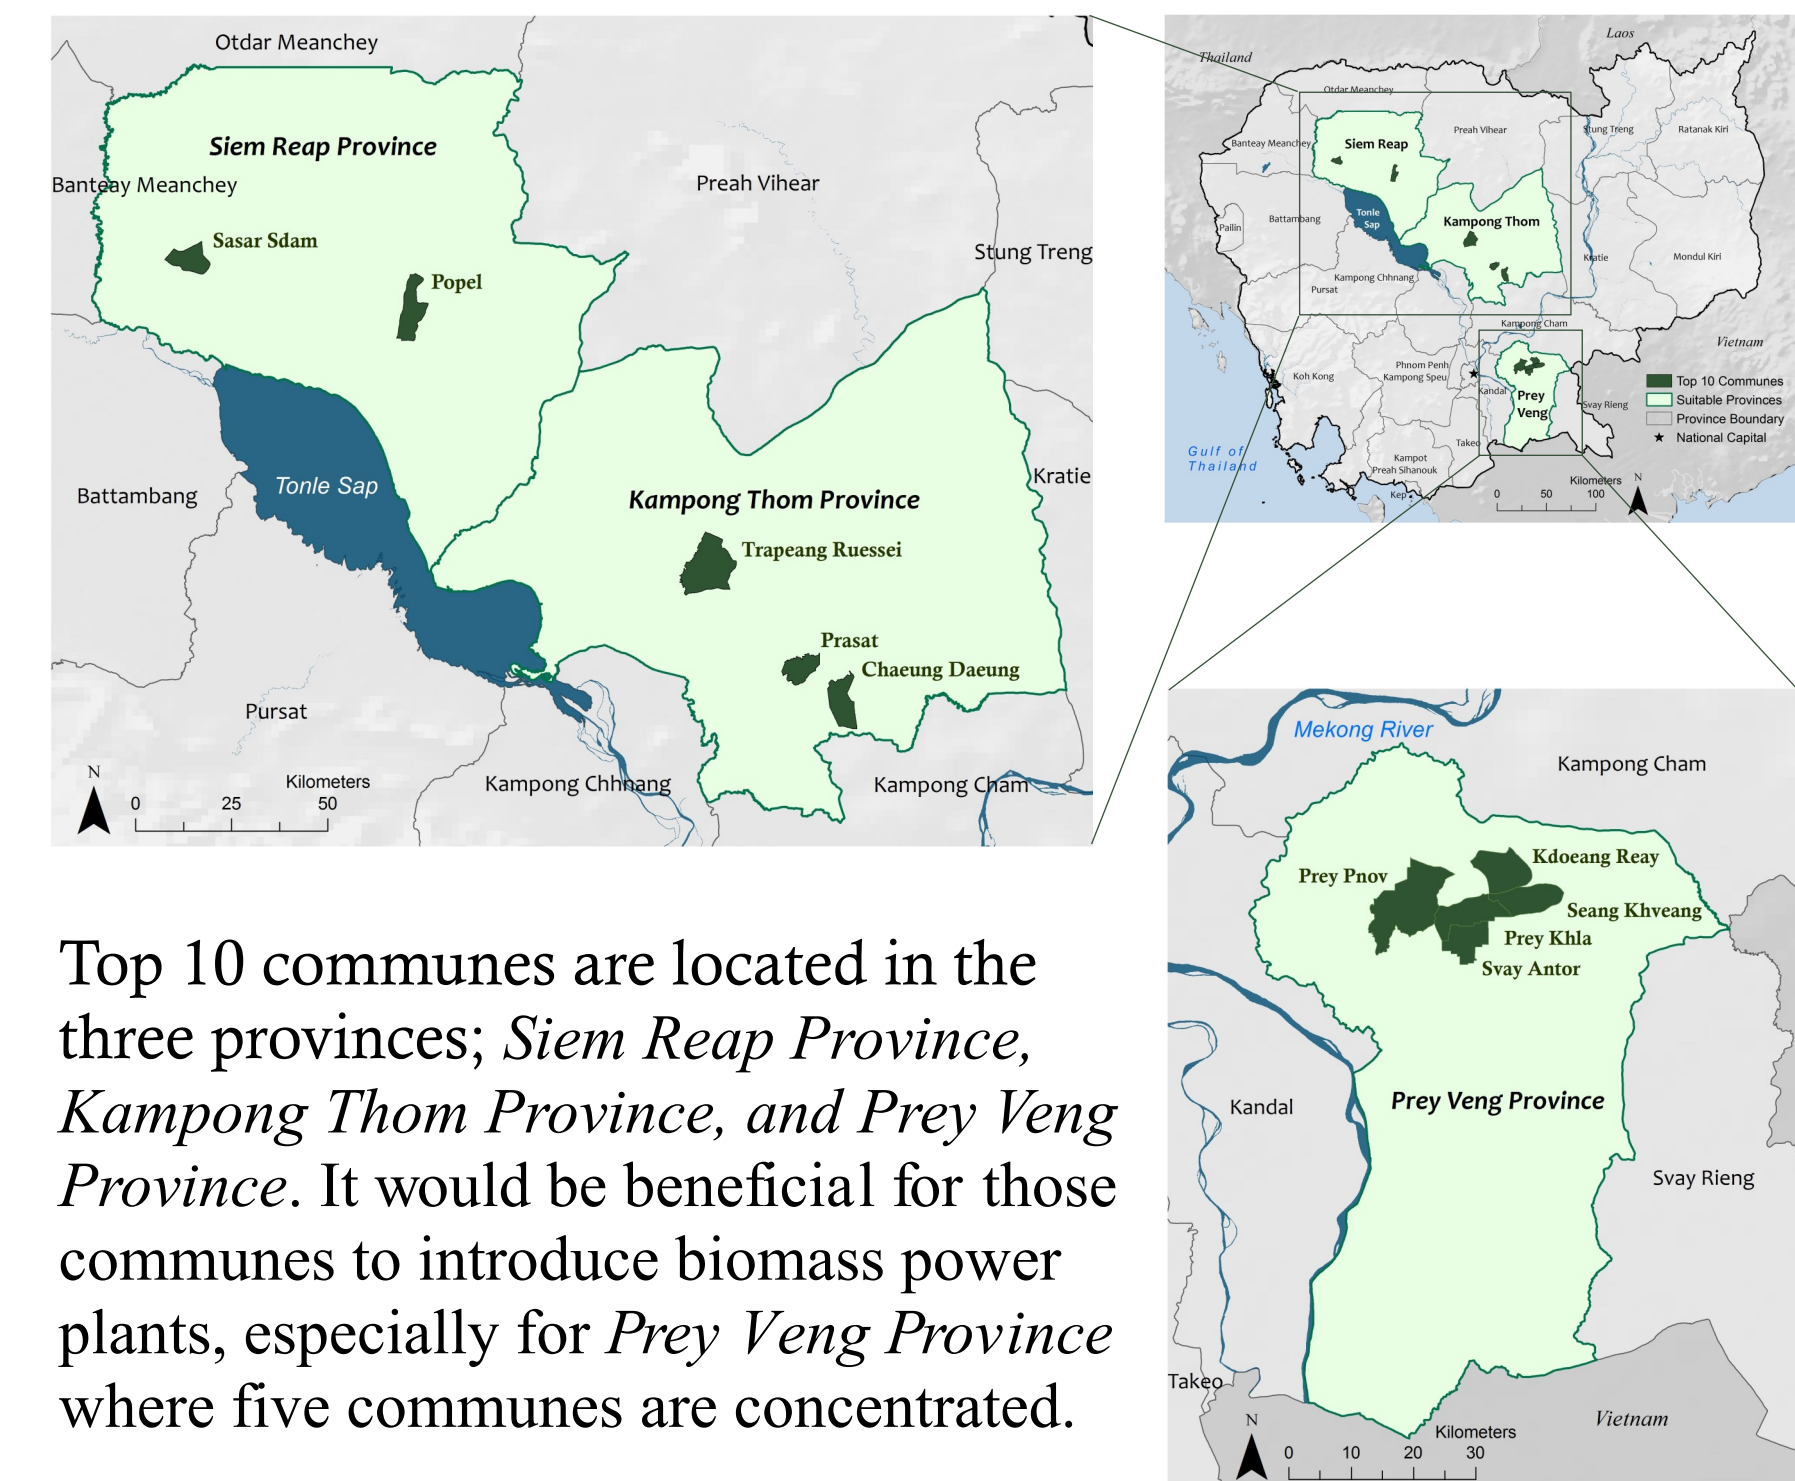 Otdar Meanchey
Siem Reap Province
Banteay Meanchey
Preah Vihear
Sasar Sdam
Stung Treng
Popel
Kratie
Tonle Sap
Battambang
Kampong Thom Province
Trapeang Ruessei
Prasat
Chaeung Daeung
Pursat
Kampong Chhnang
Kampong Cham
N
Kilometers
0 25 50
Laos
Thailand
Otdar Meanchey
Preah Vihear
Stung Treng
Ratanak Kiri
Banteay Meanchey
Siem Reap
Tonle
Sap
Battambang
Kampong Thom
Pailin
Kratie
Mondul Kiri
Kampong Chhnang
Pursat
Kampong Cham
Vietnam
Phnom Penh
Kampong Speu
Koh Kong
Kandal
Prey
Veng
Svay Rieng
Takeo
Gulf of
Thailand
Kampot
Preah Sihanouk
Kep
Top 10 Communes
Suitable Provinces
Province Boundary
National Capital
Kilometers
0 50 100
N
Mekong River
Kampong Cham
Kdoeang Reay
Prey Pnov
Seang Khveang
Prey Khla
Svay Antor
Prey Veng Province
Kandal
Svay Rieng
Takeo
Vietnam
N
Kilometers
0 10 20 30
Top 10 communes are located in the
three provinces; Siem Reap Province,
Kampong Thom Province, and Prey Veng
Province. It would be beneficial for those
communes to introduce biomass power
plants, especially for Prey Veng Province
where five communes are concentrated.